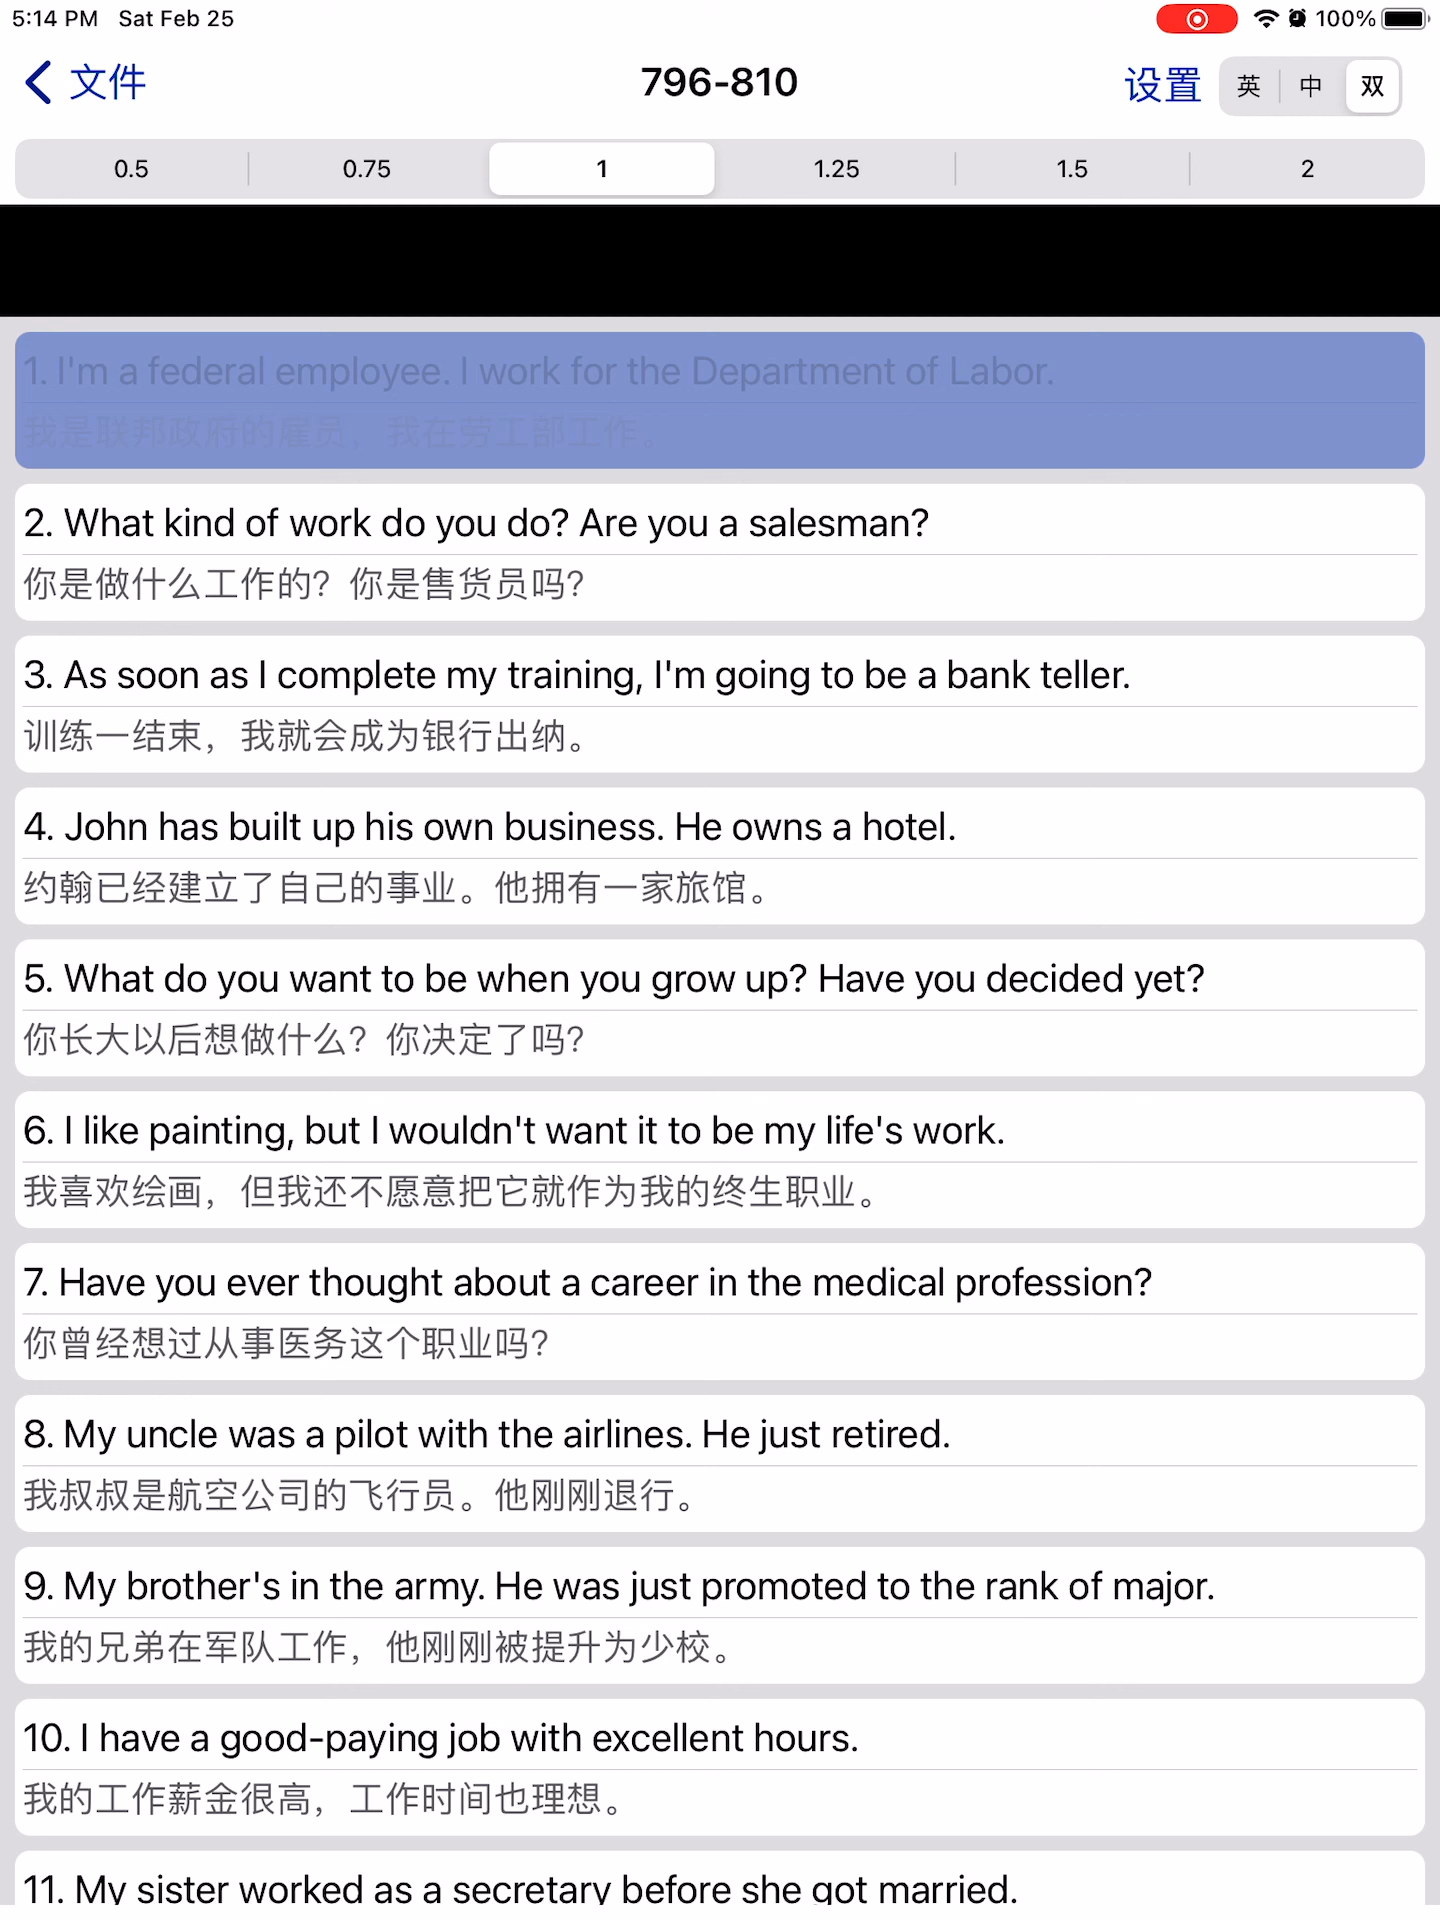 5:14 PM Sat Feb 25 100%
文件 796-810 设置 英 中 双
0.5 0.75 1 1.25 1.5 2
1. I'm a federal employee. I work for the Department of Labor.
我是联邦政府的雇员，我在劳工部工作。
2. What kind of work do you do? Are you a salesman?
你是做什么工作的？你是售货员吗？
3. As soon as I complete my training, I'm going to be a bank teller.
训练一结束，我就会成为银行出纳。
4. John has built up his own business. He owns a hotel.
约翰已经建立了自己的事业。他拥有一家旅馆。
5. What do you want to be when you grow up? Have you decided yet?
你长大以后想做什么？你决定了吗？
6. I like painting, but I wouldn't want it to be my life's work.
我喜欢绘画，但我还不愿意把它就作为我的终生职业。
7. Have you ever thought about a career in the medical profession?
你曾经想过从事医务这个职业吗？
8. My uncle was a pilot with the airlines. He just retired.
我叔叔是航空公司的飞行员。他刚刚退行。
9. My brother's in the army. He was just promoted to the rank of major.
我的兄弟在军队工作，他刚刚被提升为少校。
10. I have a good-paying job with excellent hours.
我的工作薪金很高，工作时间也理想。
11. My sister worked as a secretary before she got married.